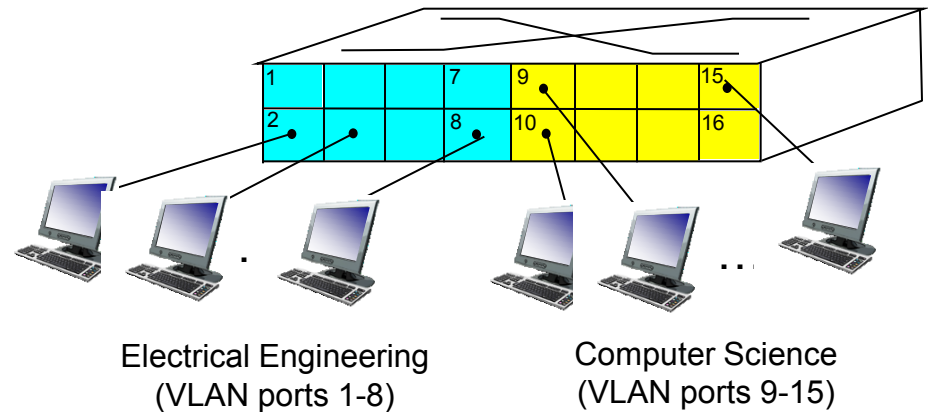 1 7 9 15
2 8 10 16
. . .
Electrical Engineering
(VLAN ports 1-8)
Computer Science
(VLAN ports 9-15)